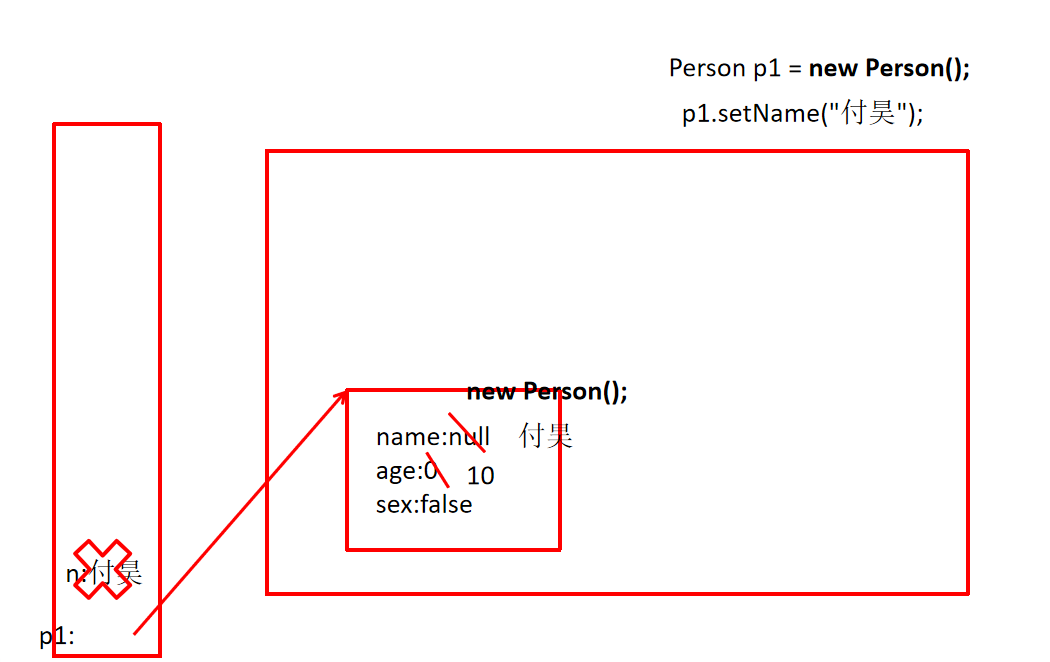 Person p1 = new Person();
p1.setName("付昊");
new Person();
name:null 付昊
age:0 10
sex:false
n:付昊
p1: